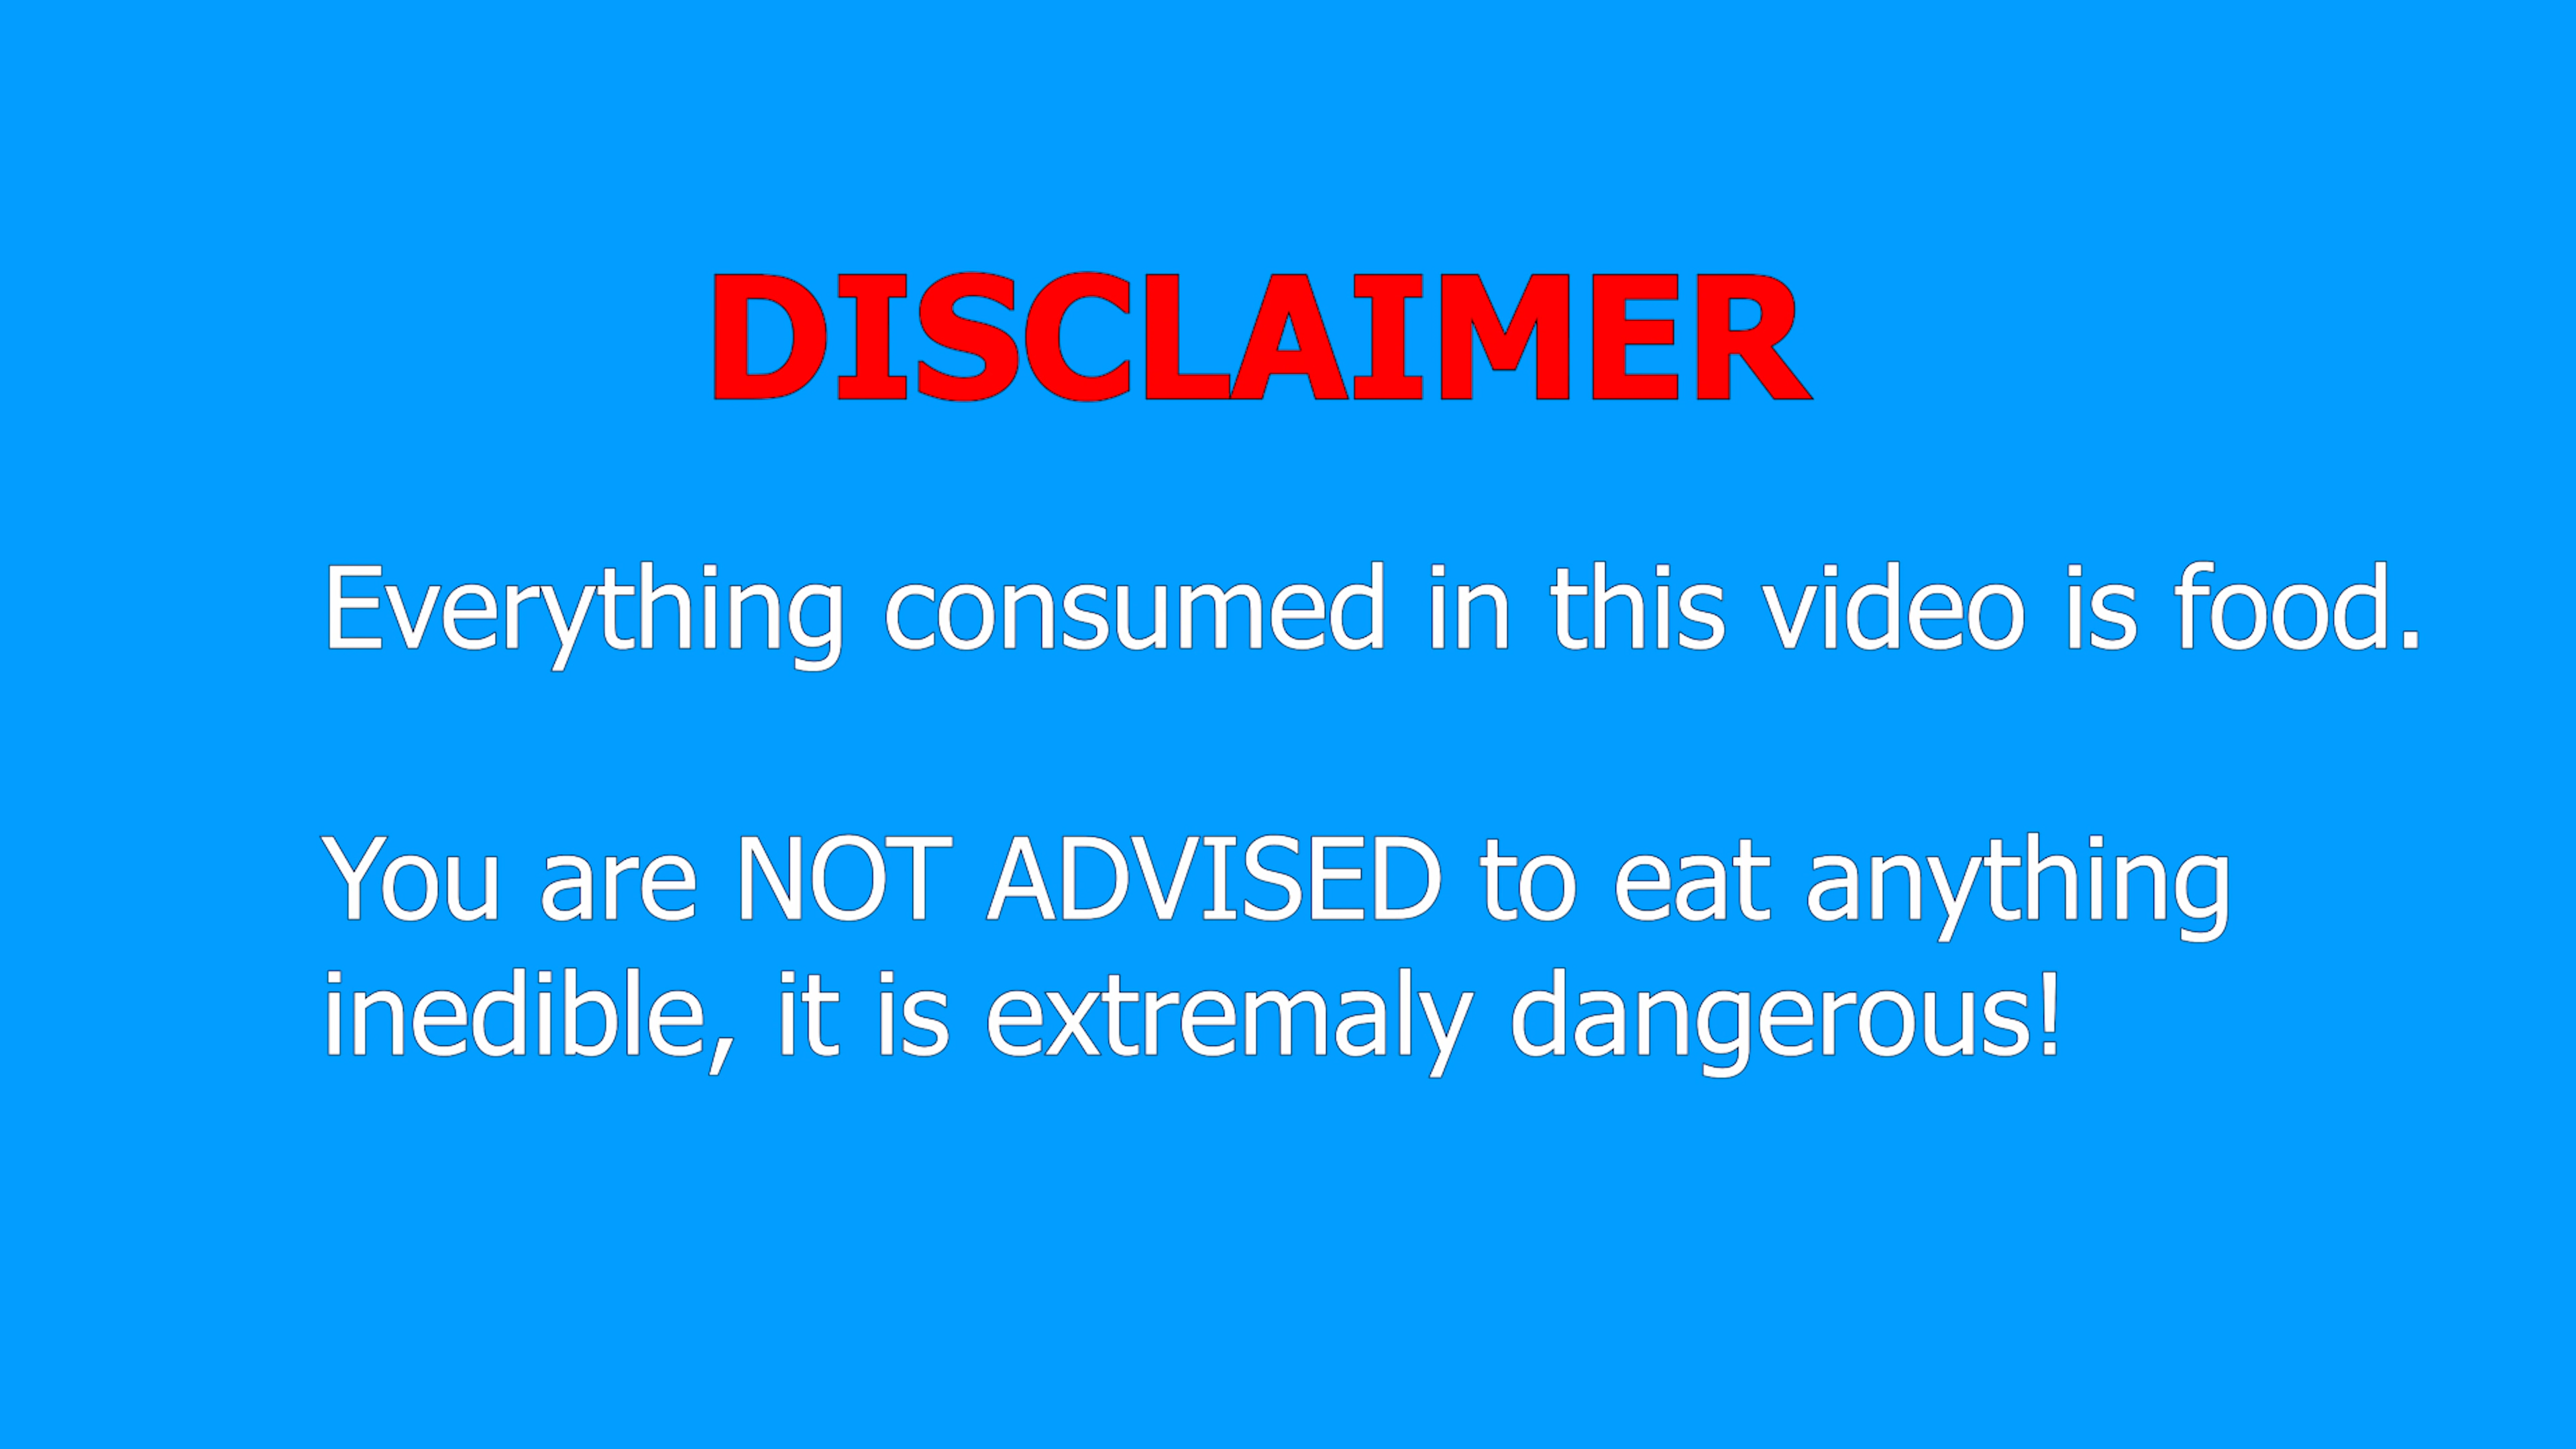 DISCLAIMER
Everything consumed in this video is food.
You are NOT ADVISED to eat anything
inedible, it is extremaly dangerous!